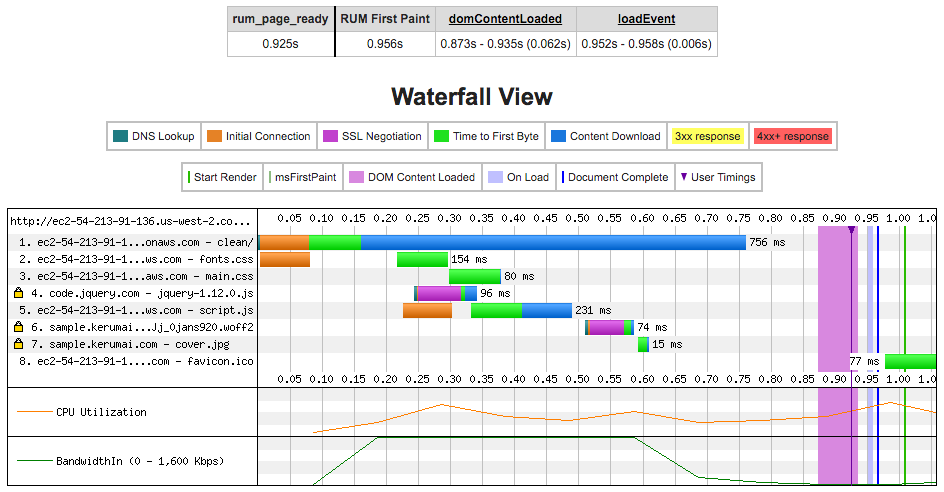 rum_page_ready RUM First Paint domContentLoaded loadEvent
0.925s 0.956s 0.873s - 0.935s (0.062s) 0.952s - 0.958s (0.006s)
Waterfall View
DNS Lookup Initial Connection SSL Negotiation Time to First Byte Content Download 3xx response 4xx+ response
Start Render msFirstPaint DOM Content Loaded On Load Document Complete User Timings
http://ec2-54-213-91-136.us-west-2.co... 0.05 0.10 0.15 0.20 0.25 0.30 0.35 0.40 0.45 0.50 0.55 0.60 0.65 0.70 0.75 0.80 0.85 0.90 0.95 1.00
1. ec2-54-213-91-1...onaws.com - clean/ 756 ms
2. ec2-54-213-91-1...ws.com - fonts.css 154 ms
3. ec2-54-213-91-1...aws.com - main.css 80 ms
4. code.jquery.com - jquery-1.12.0.js 96 ms
5. ec2-54-213-91-1...ws.com - script.js 231 ms
6. sample.kerumai...Jj_0jans920.woff2 74 ms
7. sample.kerumai.com - cover.jpg 15 ms
8. ec2-54-213-91-1....com - favicon.ico 77 ms
0.05 0.10 0.15 0.20 0.25 0.30 0.35 0.40 0.45 0.50 0.55 0.60 0.65 0.70 0.75 0.80 0.85 0.90 0.95 1.00
CPU Utilization
BandwidthIn (0 - 1,600 Kbps)